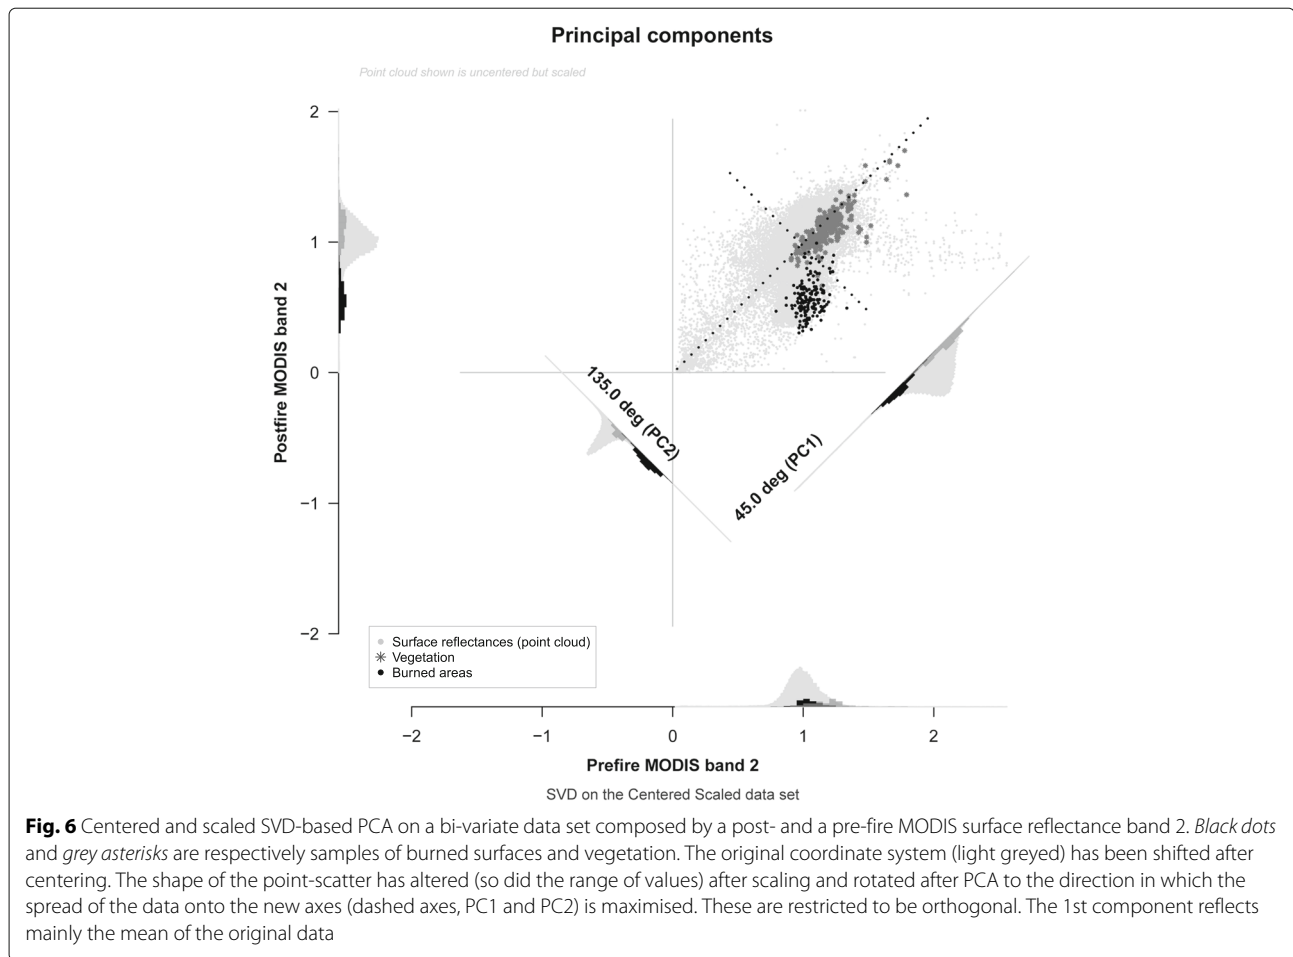 Principal components
Point cloud shown is uncentered but scaled
2
1
0
−1
−2
Postfire MODIS band 2
135.0 deg (PC2)
45.0 deg (PC1)
Surface reflectances (point cloud)
Vegetation
Burned areas
−2 −1 0 1 2
Prefire MODIS band 2
SVD on the Centered Scaled data set
Fig. 6 Centered and scaled SVD-based PCA on a bi-variate data set composed by a post- and a pre-fire MODIS surface reflectance band 2. Black dots
and grey asterisks are respectively samples of burned surfaces and vegetation. The original coordinate system (light greyed) has been shifted after
centering. The shape of the point-scatter has altered (so did the range of values) after scaling and rotated after PCA to the direction in which the
spread of the data onto the new axes (dashed axes, PC1 and PC2) is maximised. These are restricted to be orthogonal. The 1st component reflects
mainly the mean of the original data